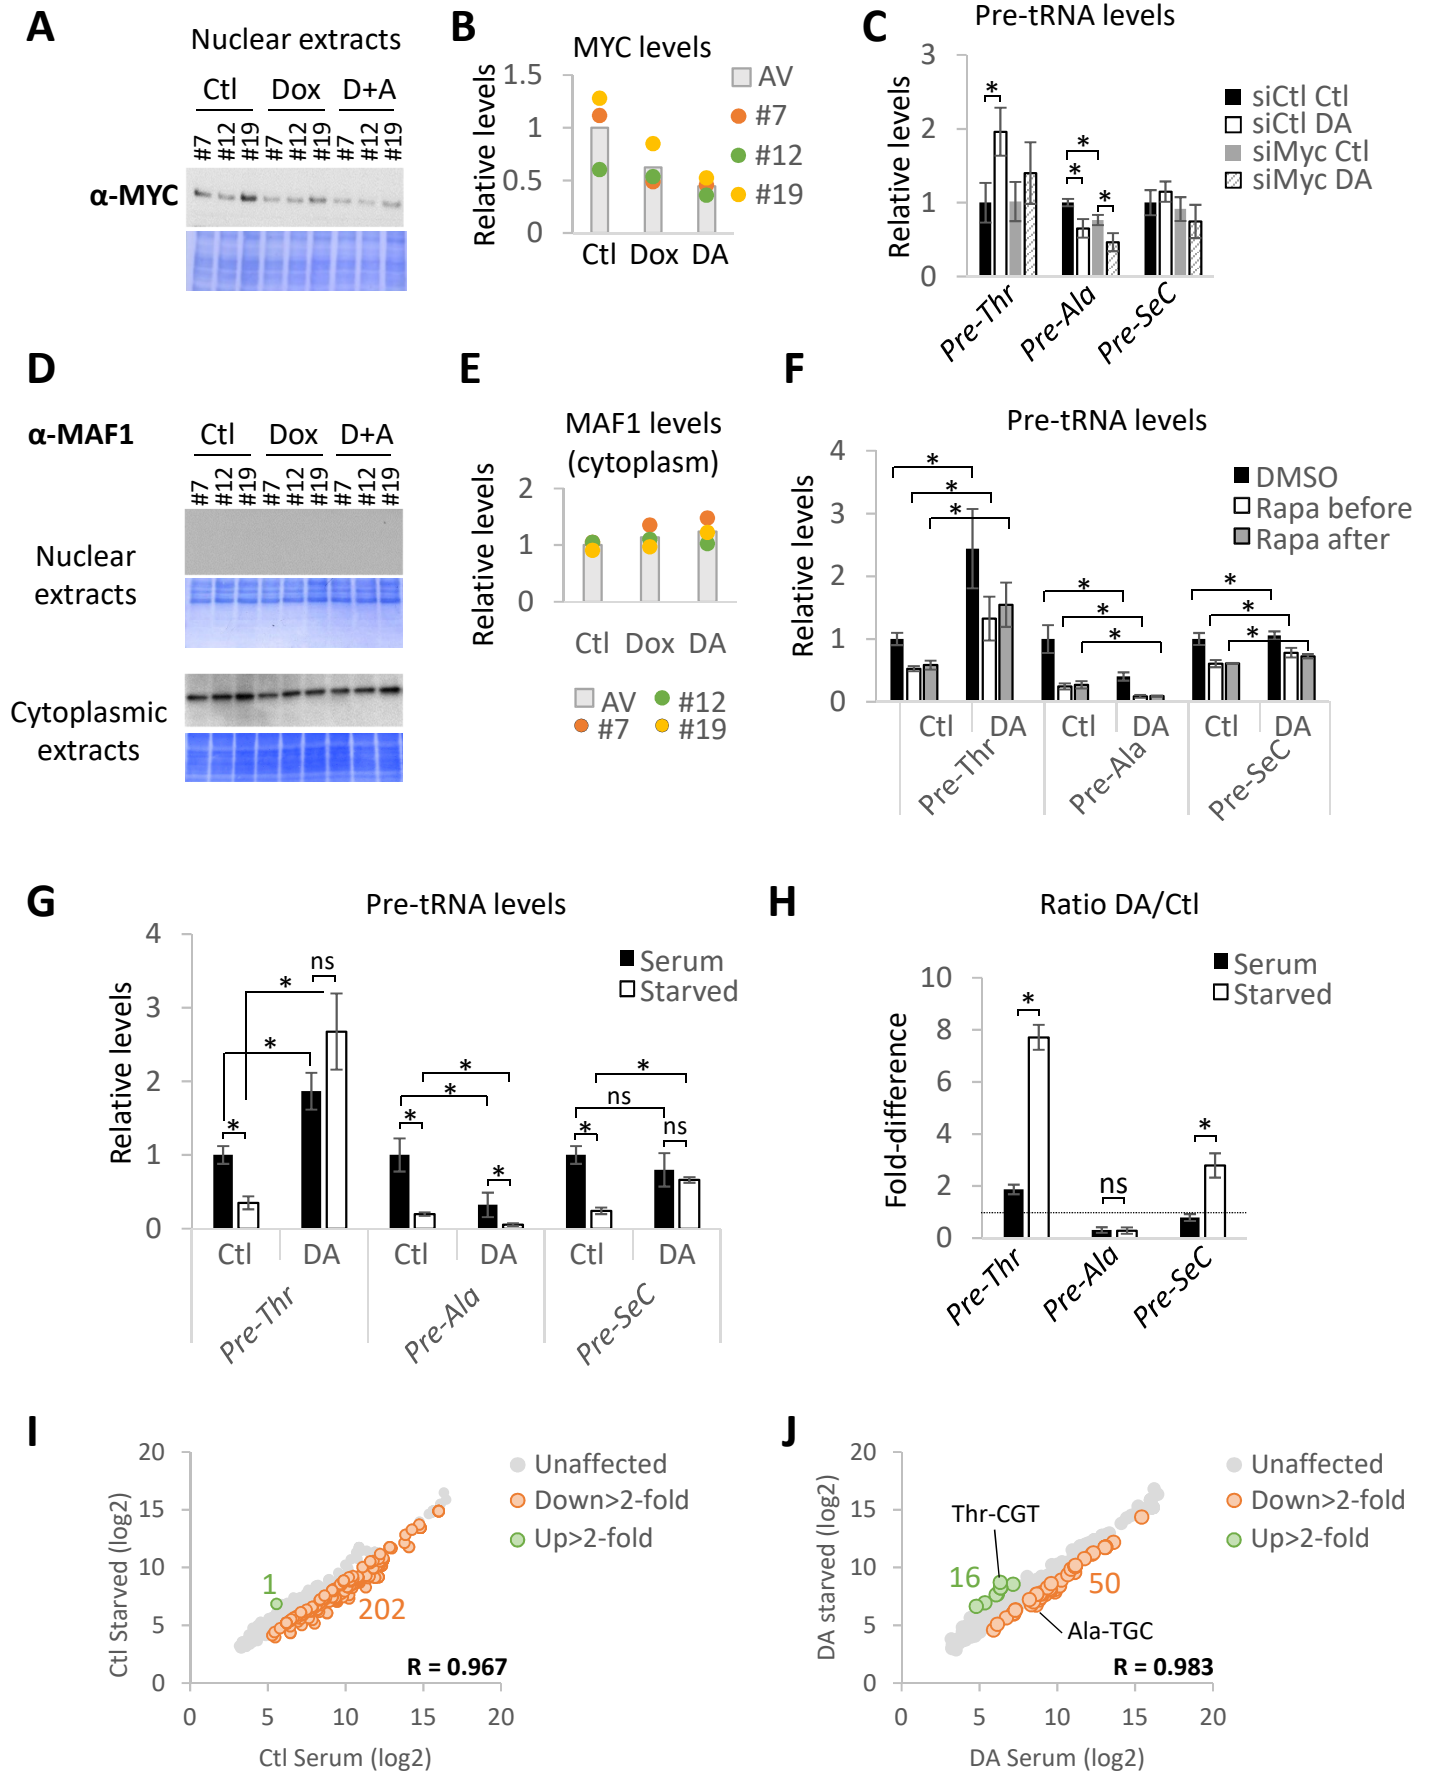 A
Nuclear extracts
Ctl Dox D+A
#7 #12 #19 #7 #12 #19 #7 #12 #19
α-MYC
B
MYC levels
Relative levels
1.5
1
0.5
0
Ctl Dox DA
AV
#7
#12
#19
C
Pre-tRNA levels
Relative levels
3
2
1
0
* * * *
siCtl Ctl
siCtl DA
siMyc Ctl
siMyc DA
Pre-Thr Pre-Ala Pre-SeC
D
α-MAF1
Ctl Dox D+A
#7 #12 #19 #7 #12 #19 #7 #12 #19
Nuclear
extracts
Cytoplasmic
extracts
E
MAF1 levels
(cytoplasm)
Relative levels
2
1
0
Ctl Dox DA
AV #12
#7 #19
F
Pre-tRNA levels
Relative levels
4
3
2
1
0
* * * * * * * * *
DMSO
Rapa before
Rapa after
Ctl DA Ctl DA Ctl DA
Pre-Thr Pre-Ala Pre-SeC
G
Pre-tRNA levels
Relative levels
4
3
2
1
0
* * * ns
* * * *
* ns * ns
Serum
Starved
Ctl DA Ctl DA Ctl DA
Pre-Thr Pre-Ala Pre-SeC
H
Ratio DA/Ctl
Fold-difference
10
8
6
4
2
0
* ns *
Serum
Starved
Pre-Thr Pre-Ala Pre-SeC
I
Ctl Starved (log2)
20
15
10
5
0
1
202
R = 0.967
Unaffected
Down>2-fold
Up>2-fold
0 5 10 15 20
Ctl Serum (log2)
J
DA starved (log2)
20
15
10
5
0
Thr-CGT
16
50
Ala-TGC
R = 0.983
Unaffected
Down>2-fold
Up>2-fold
0 5 10 15 20
DA Serum (log2)